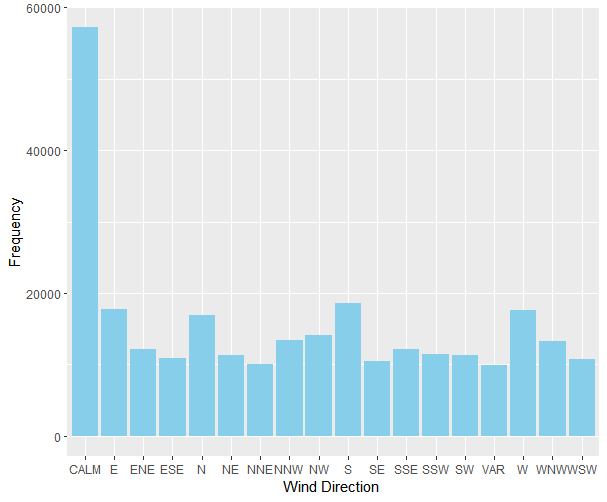 60000
40000
20000
0
Frequency
CALM E ENE ESE N NE NNE NNW NW S SE SSE SSW SW VAR W WNW WSW
Wind Direction